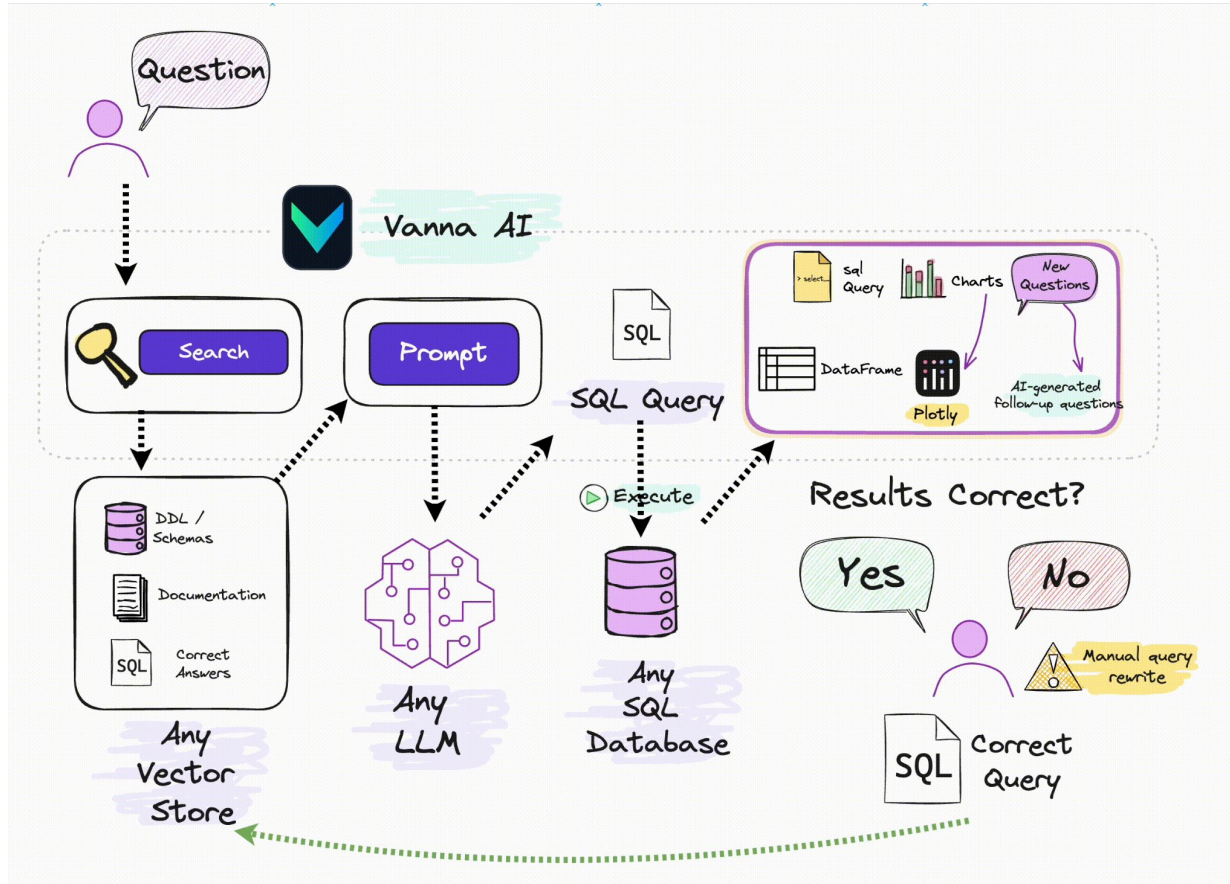 Question
Vanna AI
Search
Prompt
SQL
SQL Query
> select...
sql
Query
Charts
New
Questions
DataFrame
Plotly
AI-generated
follow-up questions
DDL /
Schemas
Documentation
SQL
Correct
Answers
Any
Vector
Store
Any
LLM
Execute
Any
SQL
Database
Results Correct?
Yes
No
Manual query
rewrite
SQL
Correct
Query